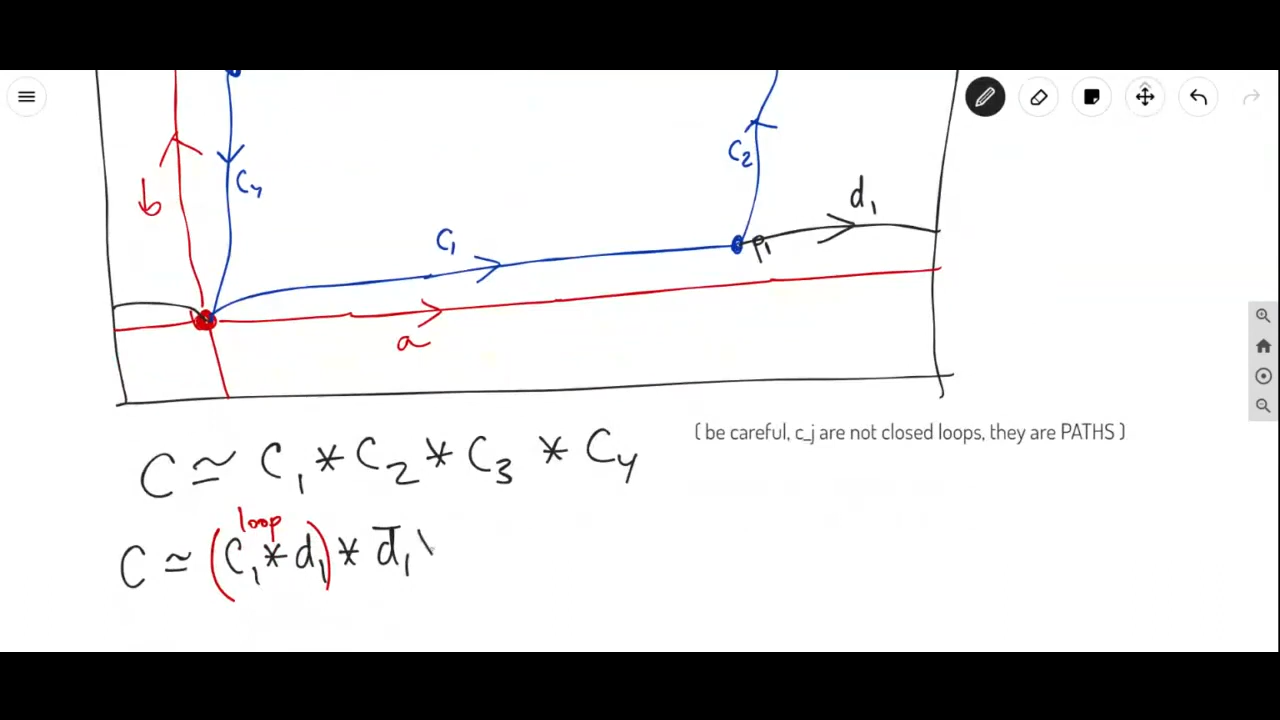 b
C₄
C₂
d₁
C₁
p₁
a
C ≃ C₁ * C₂ * C₃ * C₄
( be careful, c_j are not closed loops, they are PATHS )
loop
C ≃ (C₁ * d₁) * d̅₁